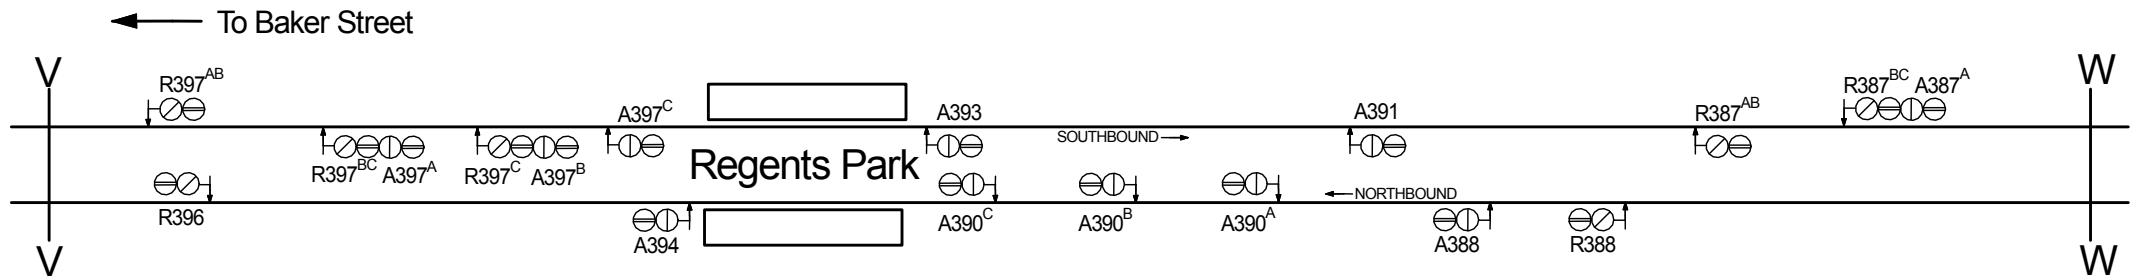 To Baker Street
V W
R397AB A397C A393 A391 R387AB R387BC A387A
SOUTHBOUND
R397BC A397A R397C A397B
Regents Park
NORTHBOUND
R396 A394 A390C A390B A390A A388 R388
V W